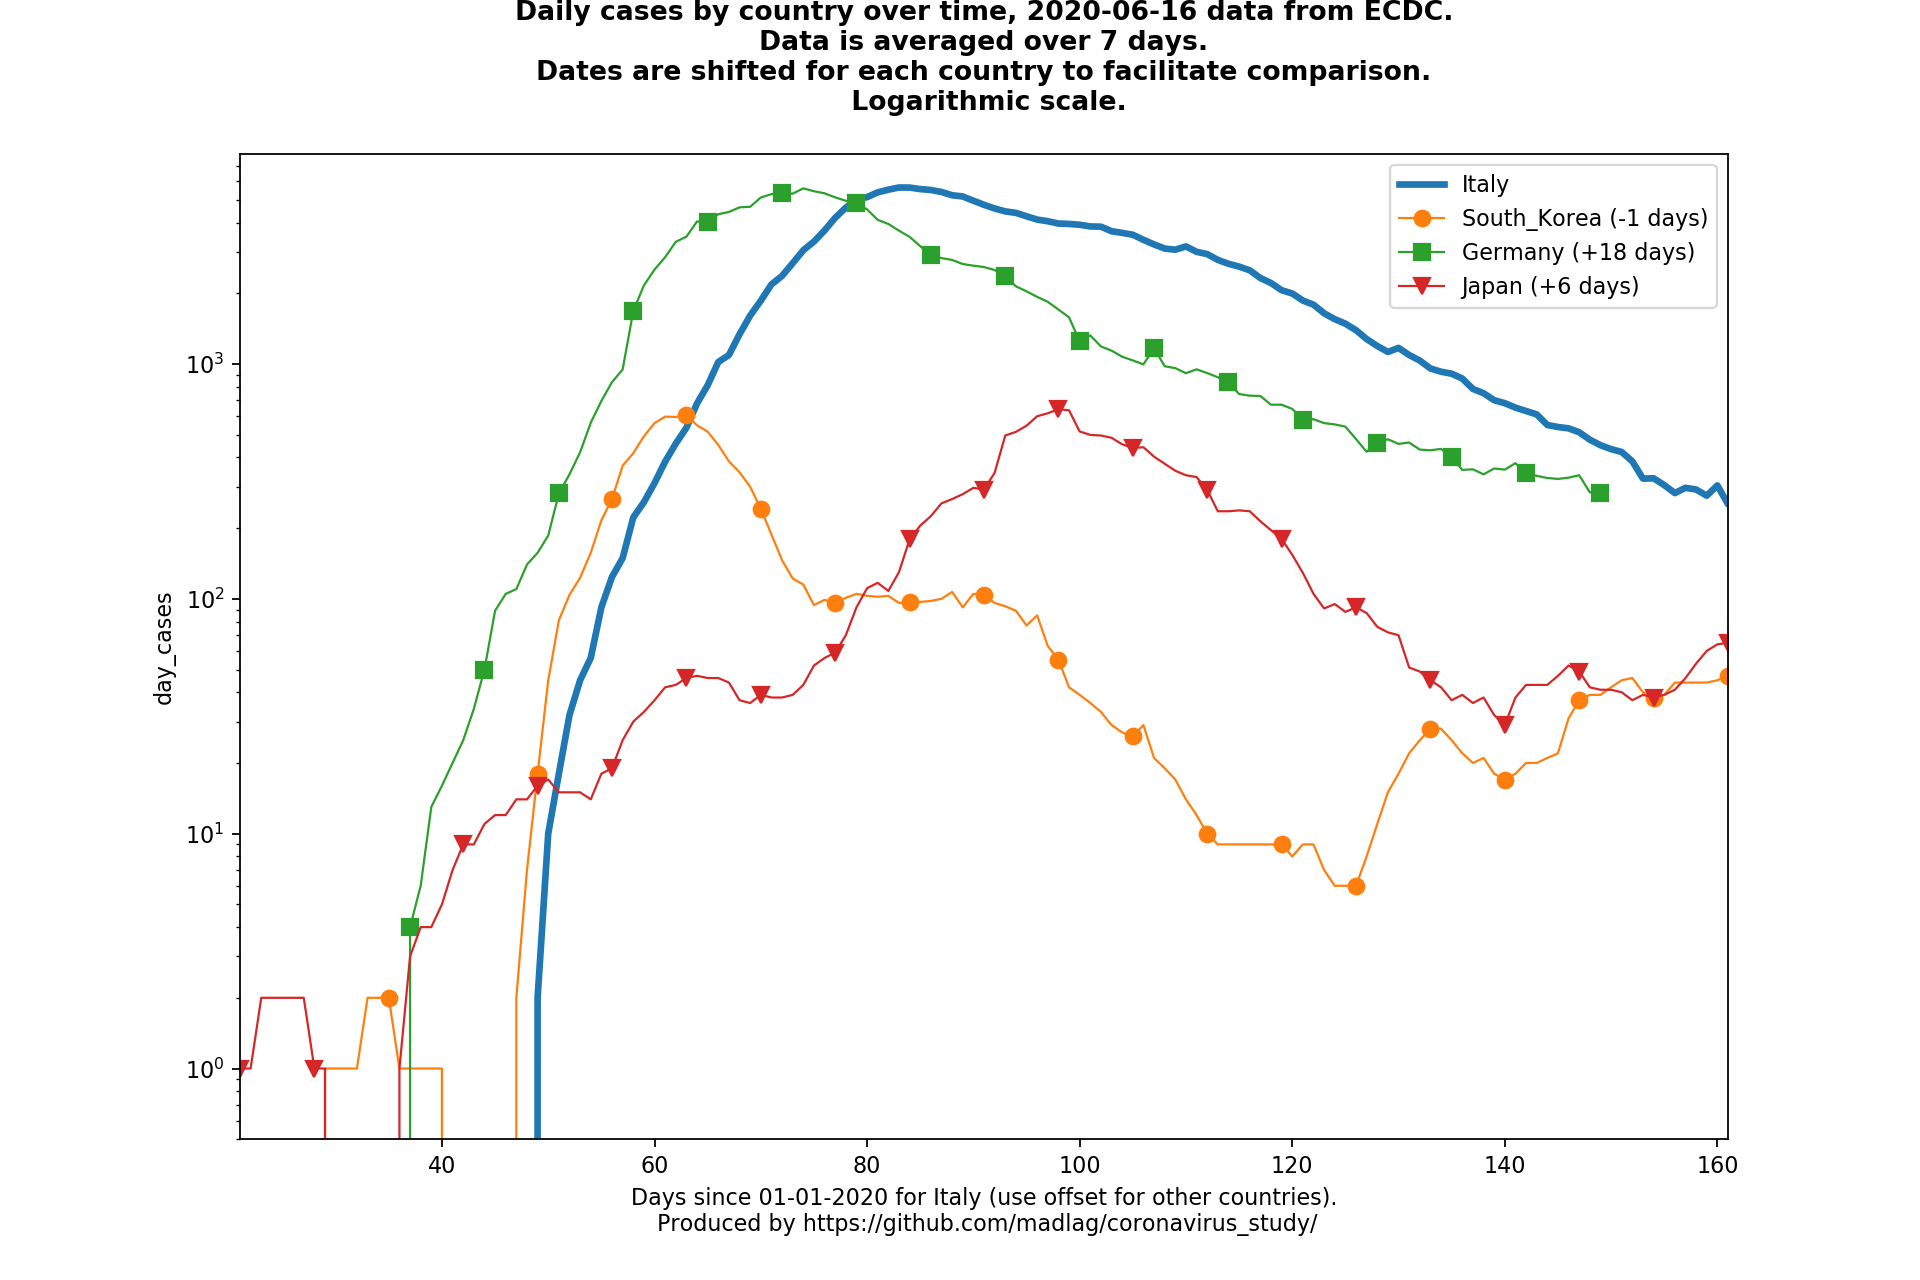 Daily cases by country over time, 2020-06-16 data from ECDC.
Data is averaged over 7 days.
Dates are shifted for each country to facilitate comparison.
Logarithmic scale.
Italy
South_Korea (-1 days)
Germany (+18 days)
Japan (+6 days)
day_cases
10³
10²
10¹
10⁰
40 60 80 100 120 140 160
Days since 01-01-2020 for Italy (use offset for other countries).
Produced by https://github.com/madlag/coronavirus_study/